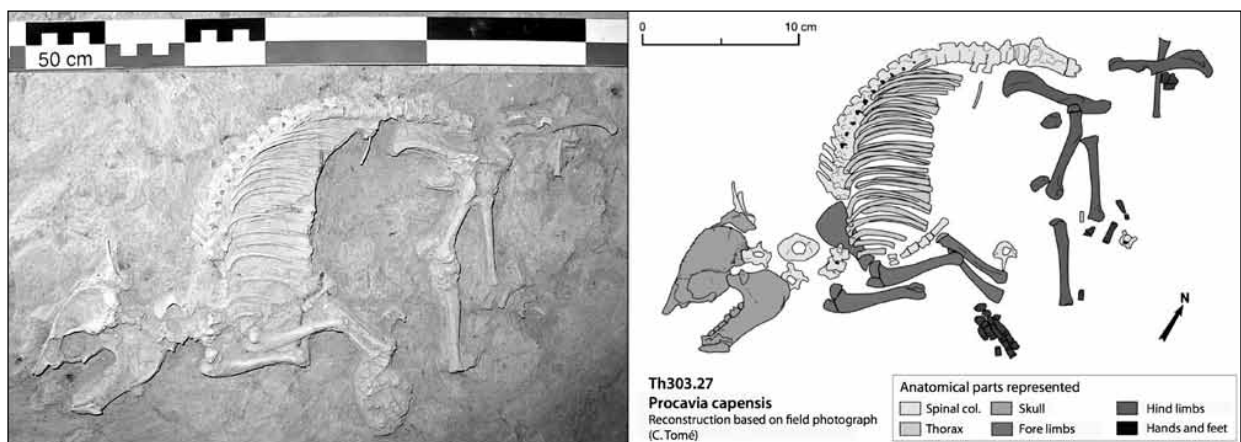 50 cm
0 10 cm
N
Th303.27
Procavia capensis
Reconstruction based on field photograph
(C. Tomé)
Anatomical parts represented
Spinal col. Skull Hind limbs
Thorax Fore limbs Hands and feet